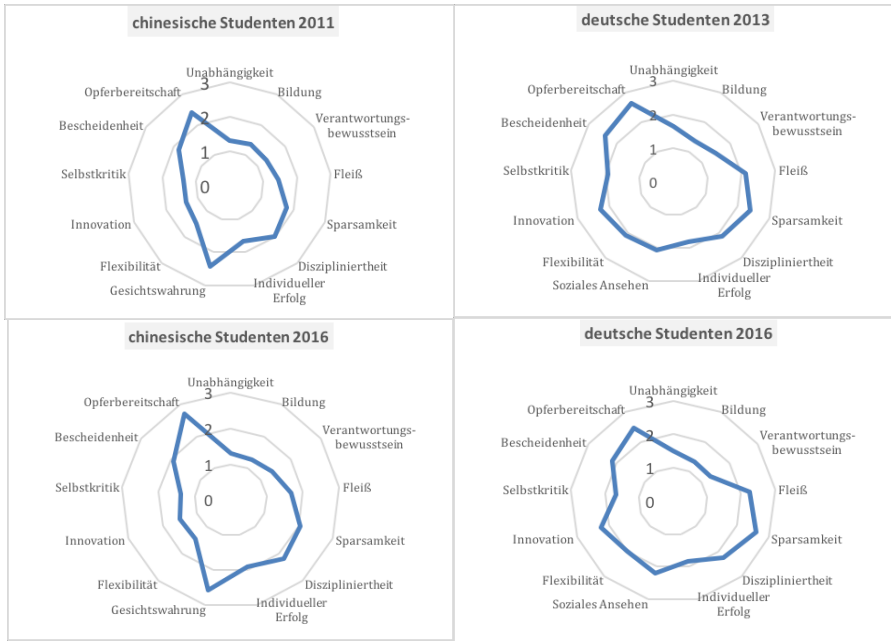 chinesische Studenten 2011
Unabhängigkeit
Bildung
Verantwortungs-
bewusstsein
Fleiß
Sparsamkeit
Diszipliniertheit
Individueller
Erfolg
Gesichtswahrung
Flexibilität
Innovation
Selbstkritik
Bescheidenheit
Opferbereitschaft
3
2
1
0
deutsche Studenten 2013
Unabhängigkeit
Bildung
Verantwortungs-
bewusstsein
Fleiß
Sparsamkeit
Diszipliniertheit
Individueller
Erfolg
Soziales Ansehen
Flexibilität
Innovation
Selbstkritik
Bescheidenheit
Opferbereitschaft
3
2
1
0
chinesische Studenten 2016
Unabhängigkeit
Bildung
Verantwortungs-
bewusstsein
Fleiß
Sparsamkeit
Diszipliniertheit
Individueller
Erfolg
Gesichtswahrung
Flexibilität
Innovation
Selbstkritik
Bescheidenheit
Opferbereitschaft
3
2
1
0
deutsche Studenten 2016
Unabhängigkeit
Bildung
Verantwortungs-
bewusstsein
Fleiß
Sparsamkeit
Diszipliniertheit
Individueller
Erfolg
Soziales Ansehen
Flexibilität
Innovation
Selbstkritik
Bescheidenheit
Opferbereitschaft
3
2
1
0